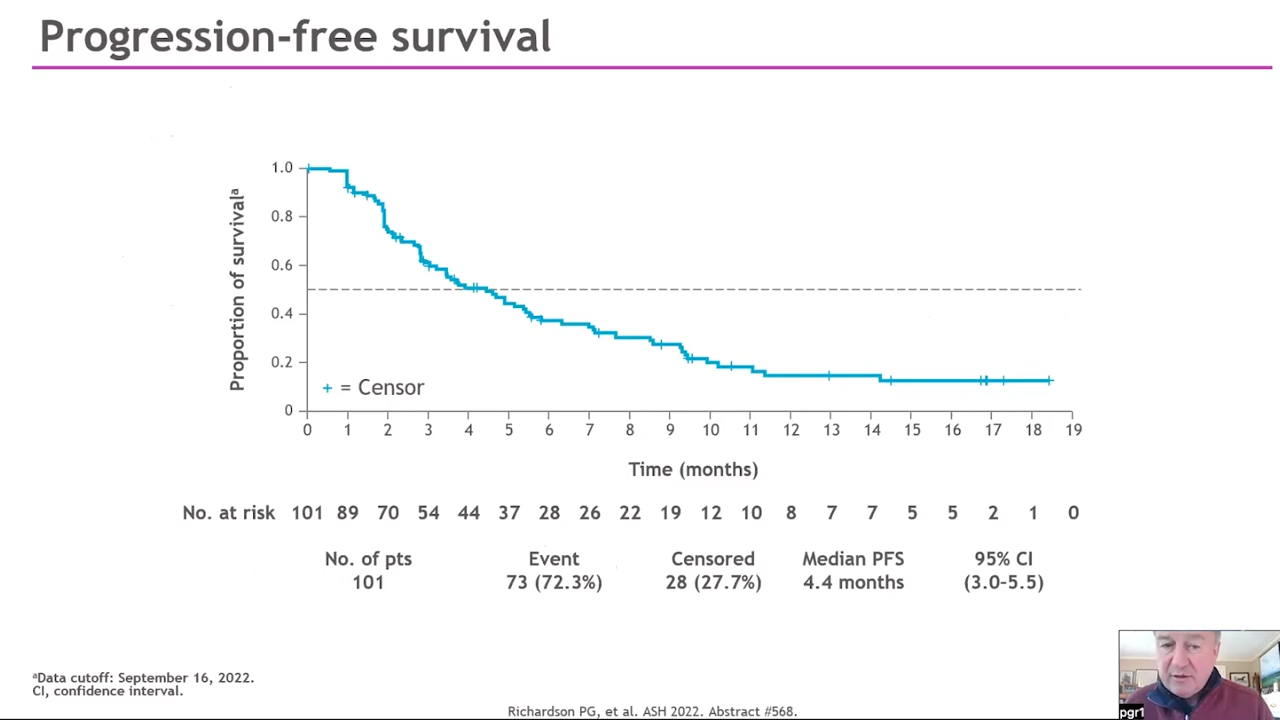 Progression-free survival
Proportion of survivalª
1.0
0.8
0.6
0.4
0.2
0
+ = Censor
0 1 2 3 4 5 6 7 8 9 10 11 12 13 14 15 16 17 18 19
Time (months)
No. at risk 101 89 70 54 44 37 28 26 22 19 12 10 8 7 7 5 5 2 1 0
No. of pts Event Censored Median PFS 95% CI
101 73 (72.3%) 28 (27.7%) 4.4 months (3.0–5.5)
ªData cutoff: September 16, 2022.
CI, confidence interval.
Richardson PG, et al. ASH 2022. Abstract #568.
pgr1